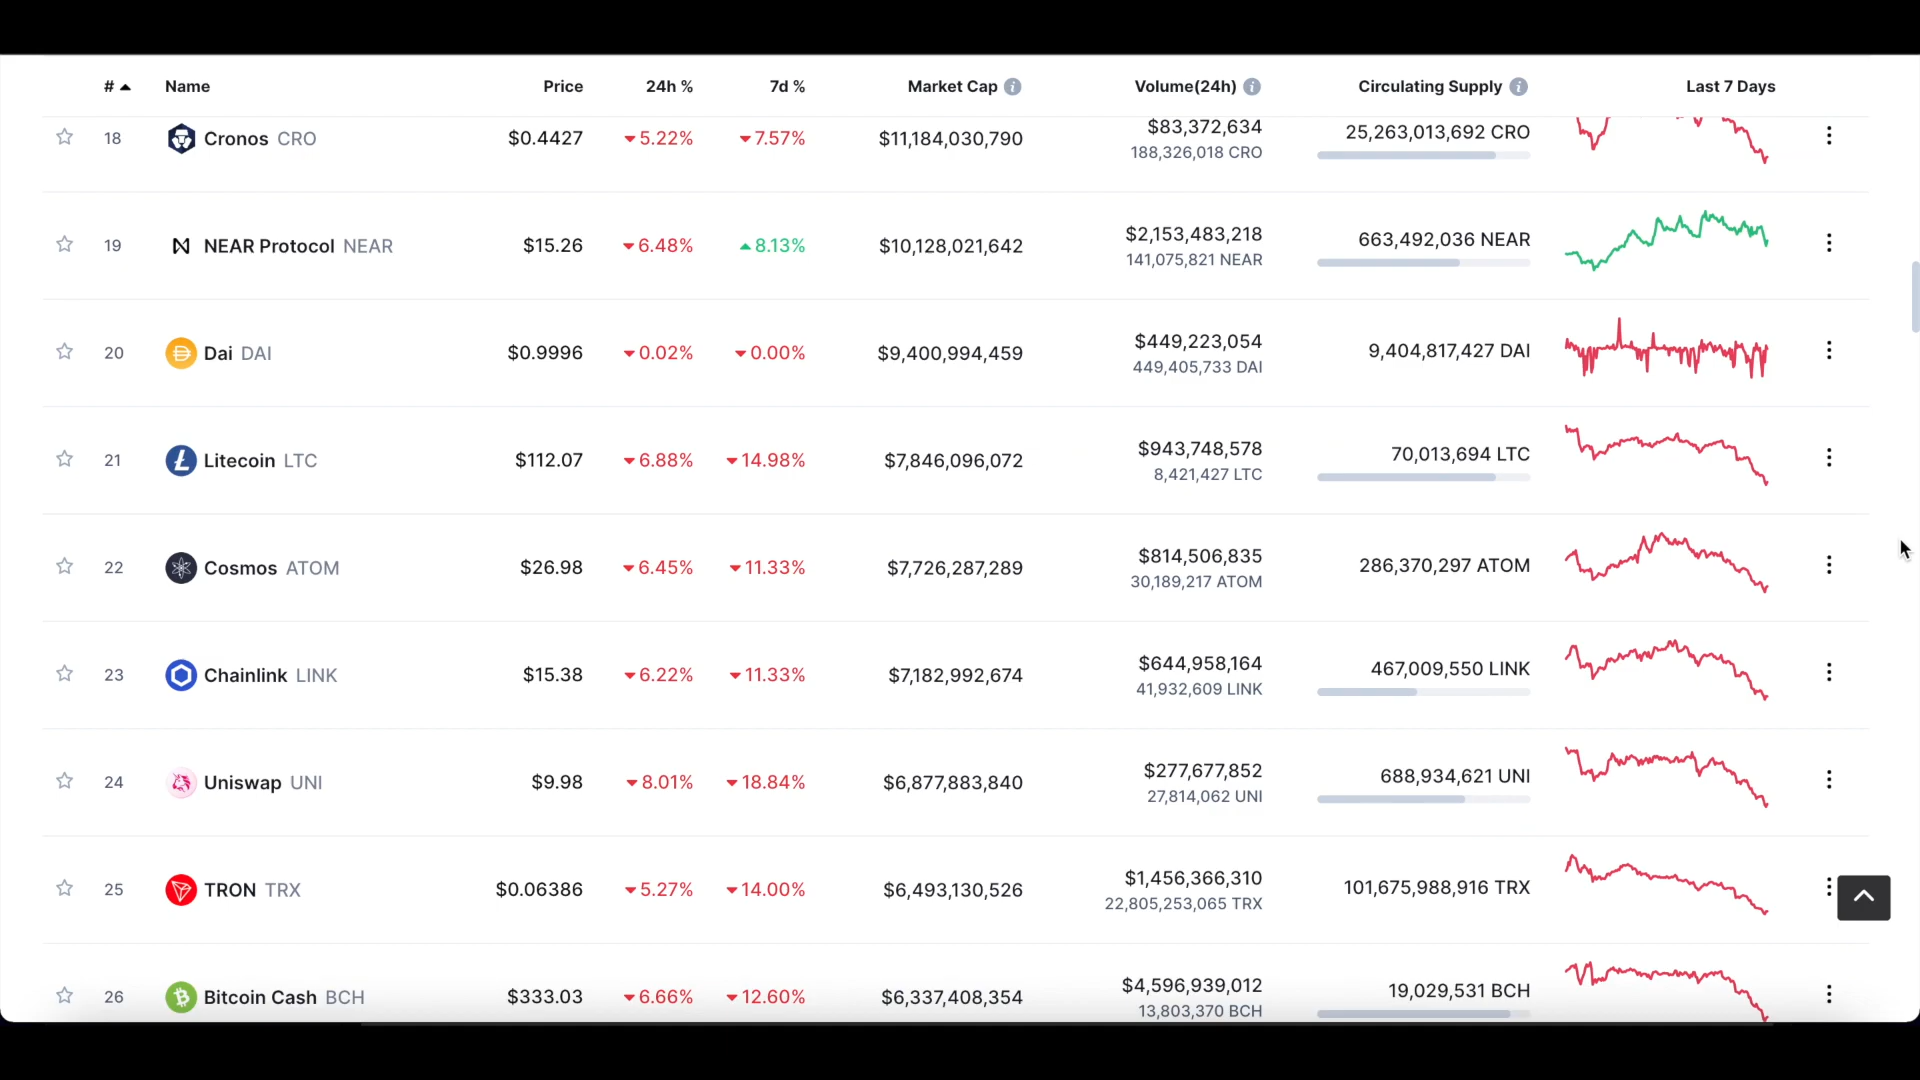 # Name Price 24h % 7d % Market Cap Volume(24h) Circulating Supply Last 7 Days
18 Cronos CRO $0.4427 5.22% 7.57% $11,184,030,790 $83,372,634 25,263,013,692 CRO
188,326,018 CRO
19 NEAR Protocol NEAR $15.26 6.48% 8.13% $10,128,021,642 $2,153,483,218 663,492,036 NEAR
141,075,821 NEAR
20 Dai DAI $0.9996 0.02% 0.00% $9,400,994,459 $449,223,054 9,404,817,427 DAI
449,405,733 DAI
21 Litecoin LTC $112.07 6.88% 14.98% $7,846,096,072 $943,748,578 70,013,694 LTC
8,421,427 LTC
22 Cosmos ATOM $26.98 6.45% 11.33% $7,726,287,289 $814,506,835 286,370,297 ATOM
30,189,217 ATOM
23 Chainlink LINK $15.38 6.22% 11.33% $7,182,992,674 $644,958,164 467,009,550 LINK
41,932,609 LINK
24 Uniswap UNI $9.98 8.01% 18.84% $6,877,883,840 $277,677,852 688,934,621 UNI
27,814,062 UNI
25 TRON TRX $0.06386 5.27% 14.00% $6,493,130,526 $1,456,366,310 101,675,988,916 TRX
22,805,253,065 TRX
26 Bitcoin Cash BCH $333.03 6.66% 12.60% $6,337,408,354 $4,596,939,012 19,029,531 BCH
13,803,370 BCH